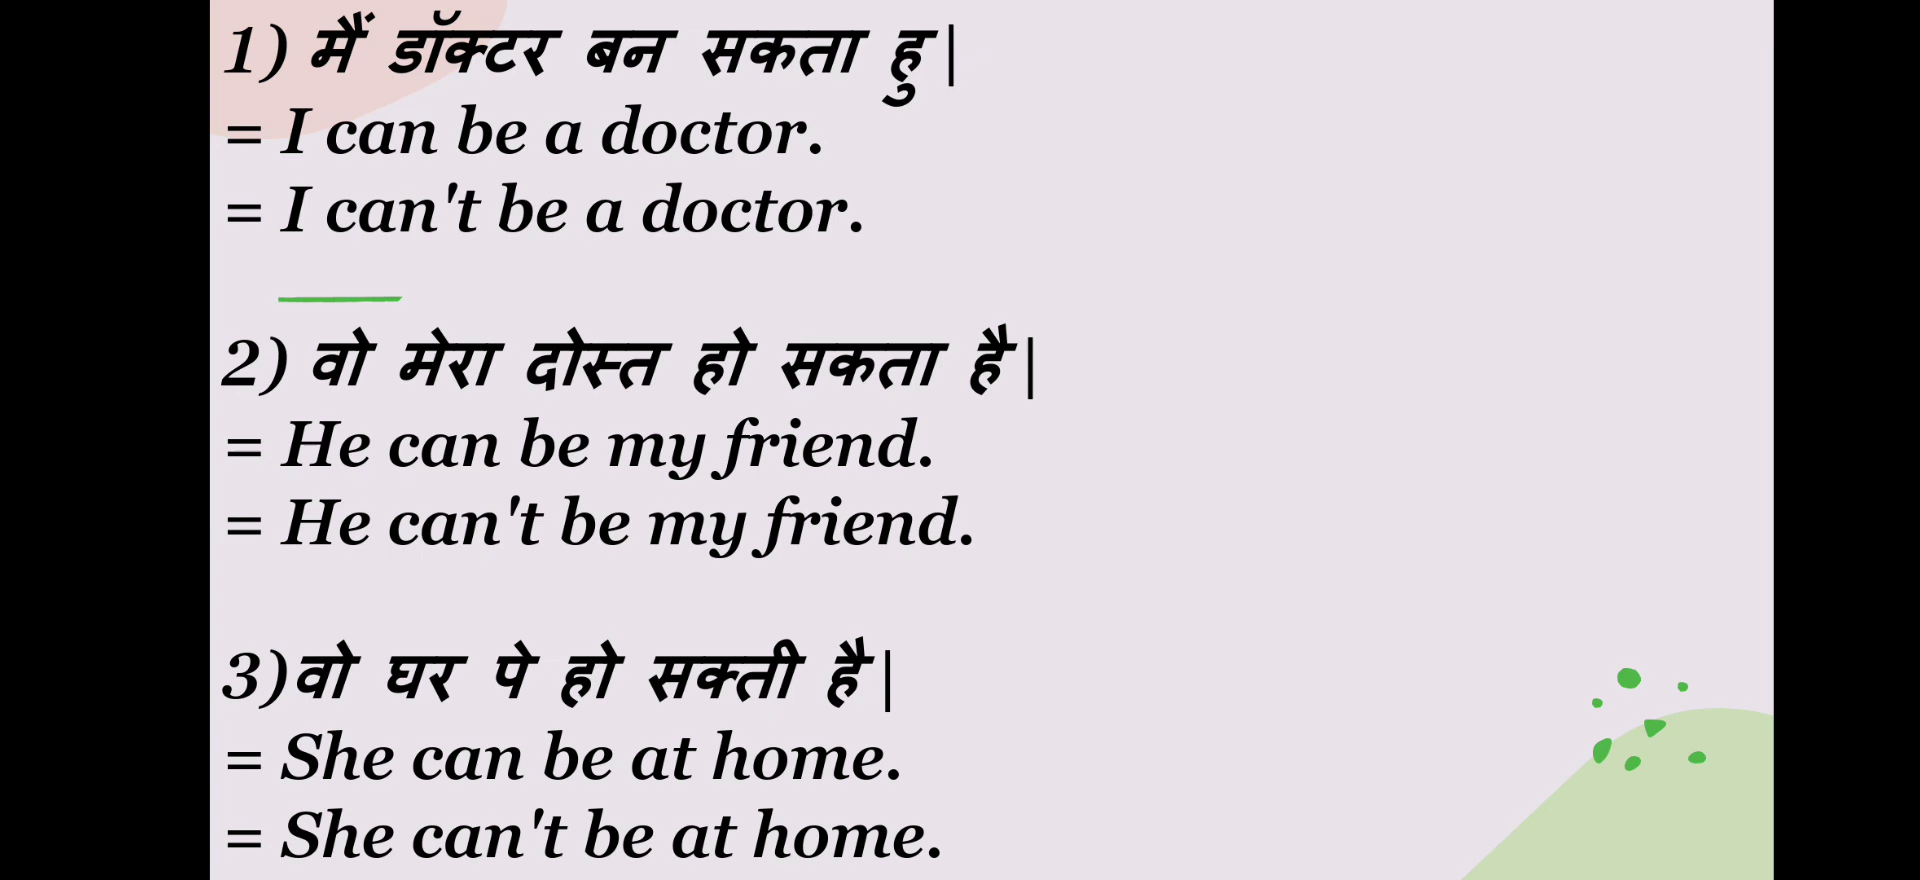 1) मैं डॉक्टर बन सकता हु|
= I can be a doctor.
= I can't be a doctor.
2) वो मेरा दोस्त हो सकता है|
= He can be my friend.
= He can't be my friend.
3)वो घर पे हो सक्ती है|
= She can be at home.
= She can't be at home.